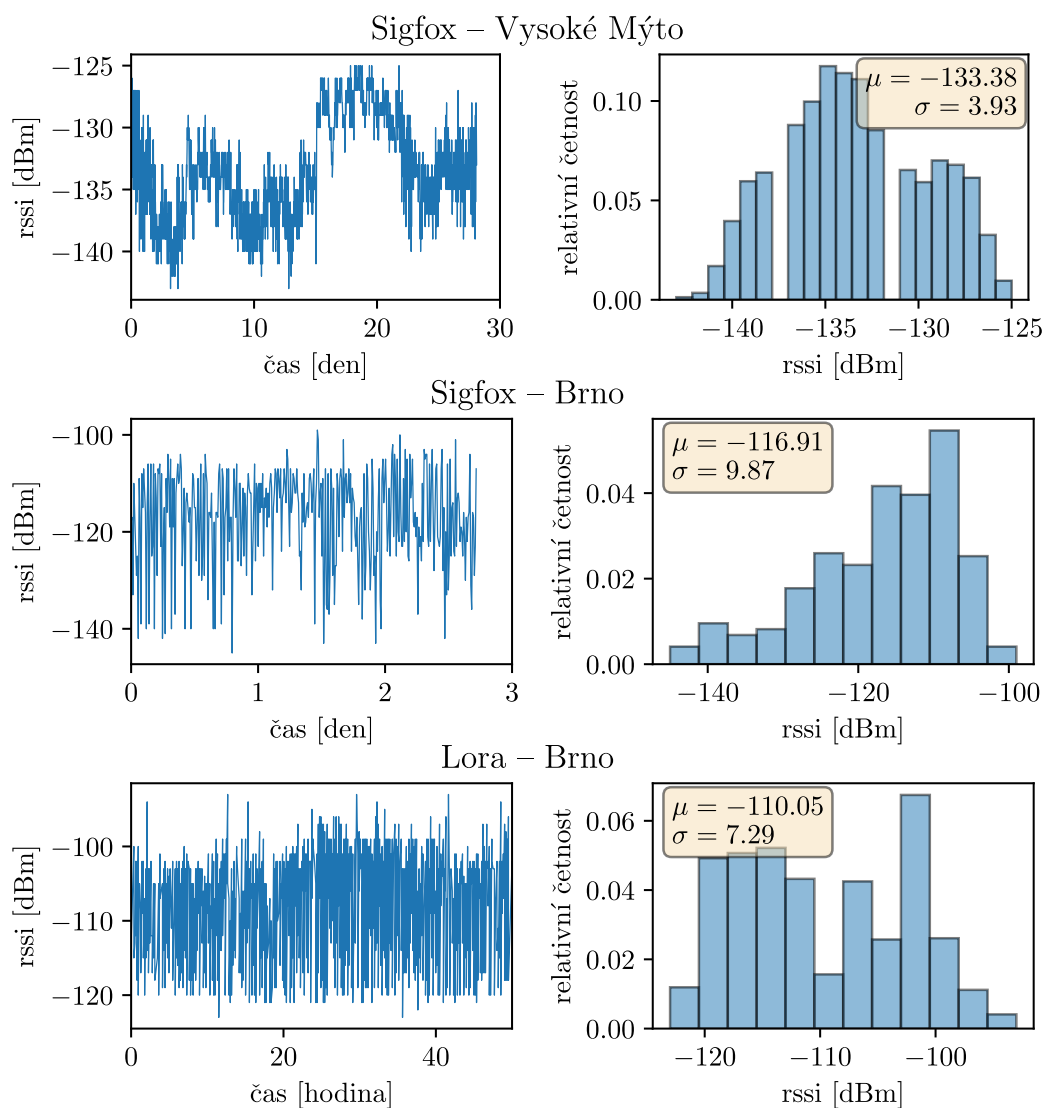 Sigfox – Vysoké Mýto
rssi [dBm]
−125
−130
−135
−140
0
10
20
30
čas [den]
relativní četnost
0.10
0.05
0.00
μ = −133.38
σ = 3.93
−140
−135
−130
−125
rssi [dBm]
Sigfox – Brno
rssi [dBm]
−100
−120
−140
0
1
2
3
čas [den]
relativní četnost
0.04
0.02
0.00
μ = −116.91
σ = 9.87
−140
−120
−100
rssi [dBm]
Lora – Brno
rssi [dBm]
−100
−110
−120
0
20
40
čas [hodina]
relativní četnost
0.06
0.04
0.02
0.00
μ = −110.05
σ = 7.29
−120
−110
−100
rssi [dBm]